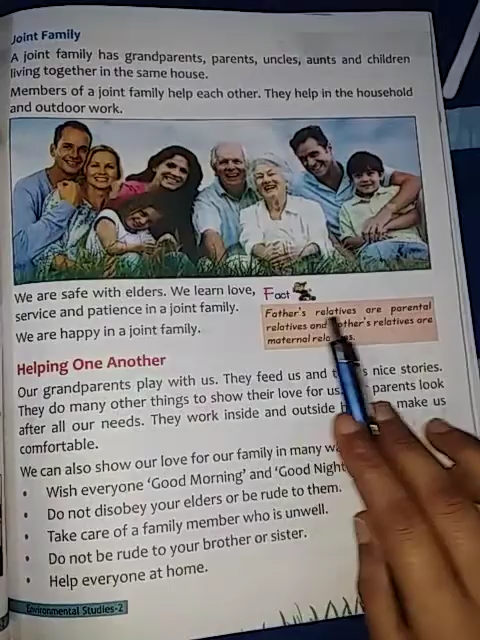 Joint Family
A joint family has grandparents, parents, uncles, aunts and children
living together in the same house.
Members of a joint family help each other. They help in the household
and outdoor work.
We are safe with elders. We learn love,
service and patience in a joint family.
We are happy in a joint family.
Fact
Father's relatives are parental
relatives and other's relatives are
maternal rela s.
Helping One Another
Our grandparents play with us. They feed us and t s nice stories.
They do many other things to show their love for us. parents look
after all our needs. They work inside and outside make us
comfortable.
We can also show our love for our family in many wa
• Wish everyone 'Good Morning' and 'Good Night
• Do not disobey your elders or be rude to them.
• Take care of a family member who is unwell.
• Do not be rude to your brother or sister.
• Help everyone at home.
Environmental Studies-2